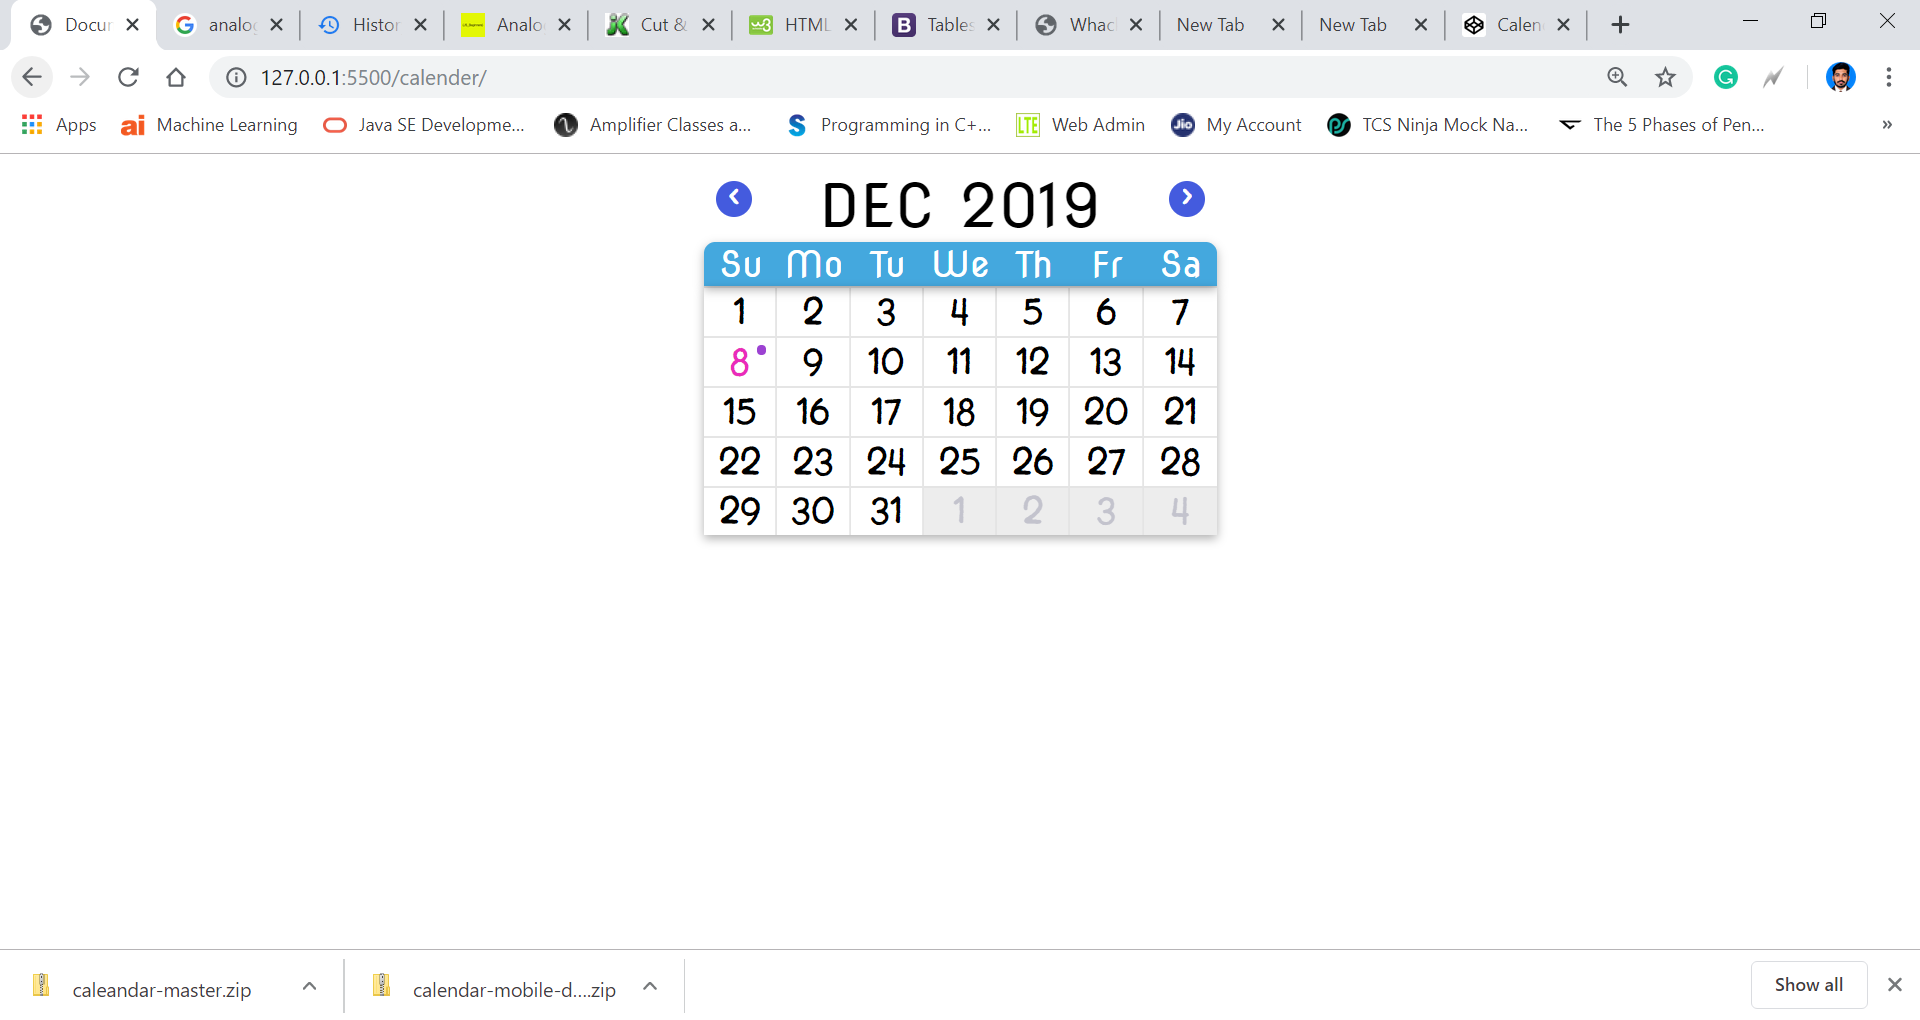 Docur analog Histor Analo Cut & HTML Tables Whac New Tab New Tab Calen
127.0.0.1:5500/calender/
Apps Machine Learning Java SE Developme... Amplifier Classes a... Programming in C+... LTE Web Admin Jio My Account TCS Ninja Mock Na... The 5 Phases of Pen... »
DEC 2019
Su Mo Tu We Th Fr Sa
1 2 3 4 5 6 7
8 9 10 11 12 13 14
15 16 17 18 19 20 21
22 23 24 25 26 27 28
29 30 31 1 2 3 4
caleandar-master.zip calendar-mobile-d....zip Show all